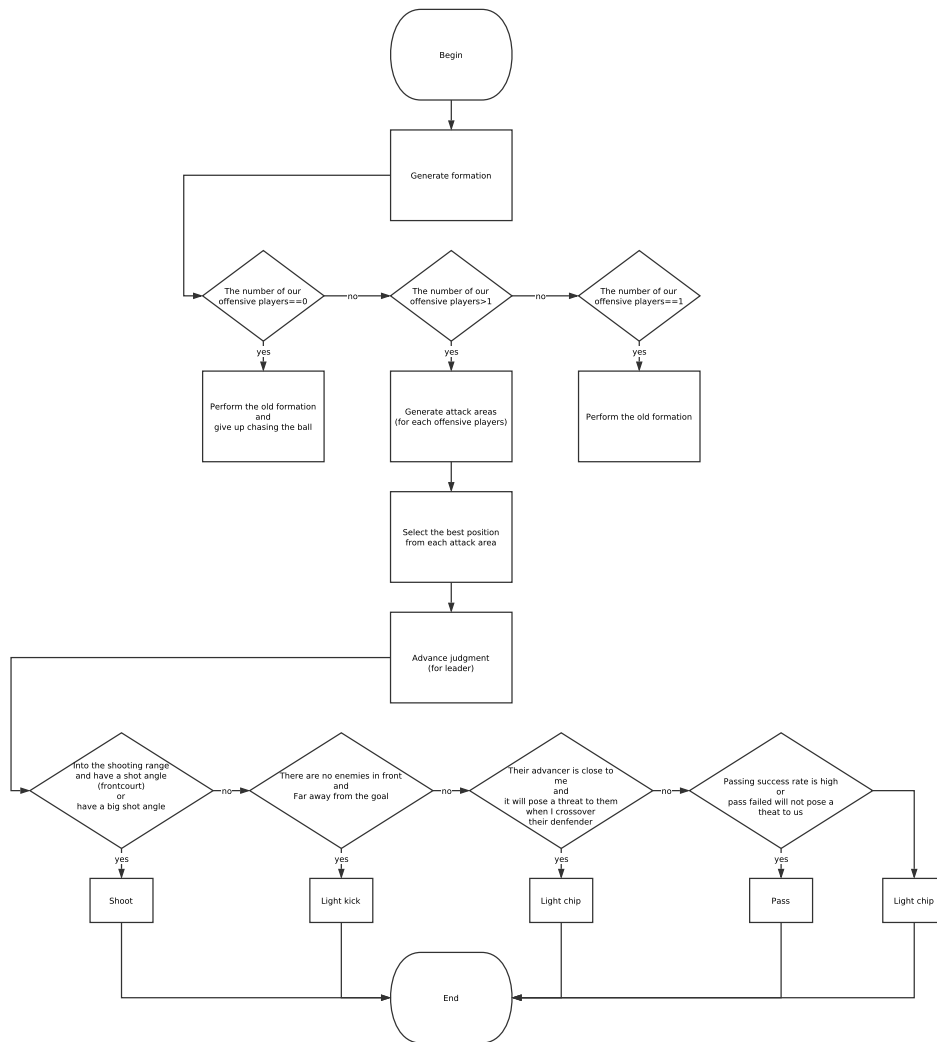 Begin
Generate formation
The number of our
offensive players==0
no
The number of our
offensive players>1
no
The number of our
offensive players==1
yes
yes
yes
Perform the old formation
and
give up chasing the ball
Generate attack areas
(for each offensive players)
Perform the old formation
Select the best position
from each attack area
Advance judgment
(for leader)
Into the shooting range
and have a shot angle
(frontcourt)
or
have a big shot angle
no
There are no enemies in front
and
Far away from the goal
no
Their advancer is close to
me
and
it will pose a threat to them
when I crossover
their denfender
no
Passing success rate is high
or
pass failed will not pose a
theat to us
yes
yes
yes
yes
Shoot
Light kick
Light chip
Pass
Light chip
End